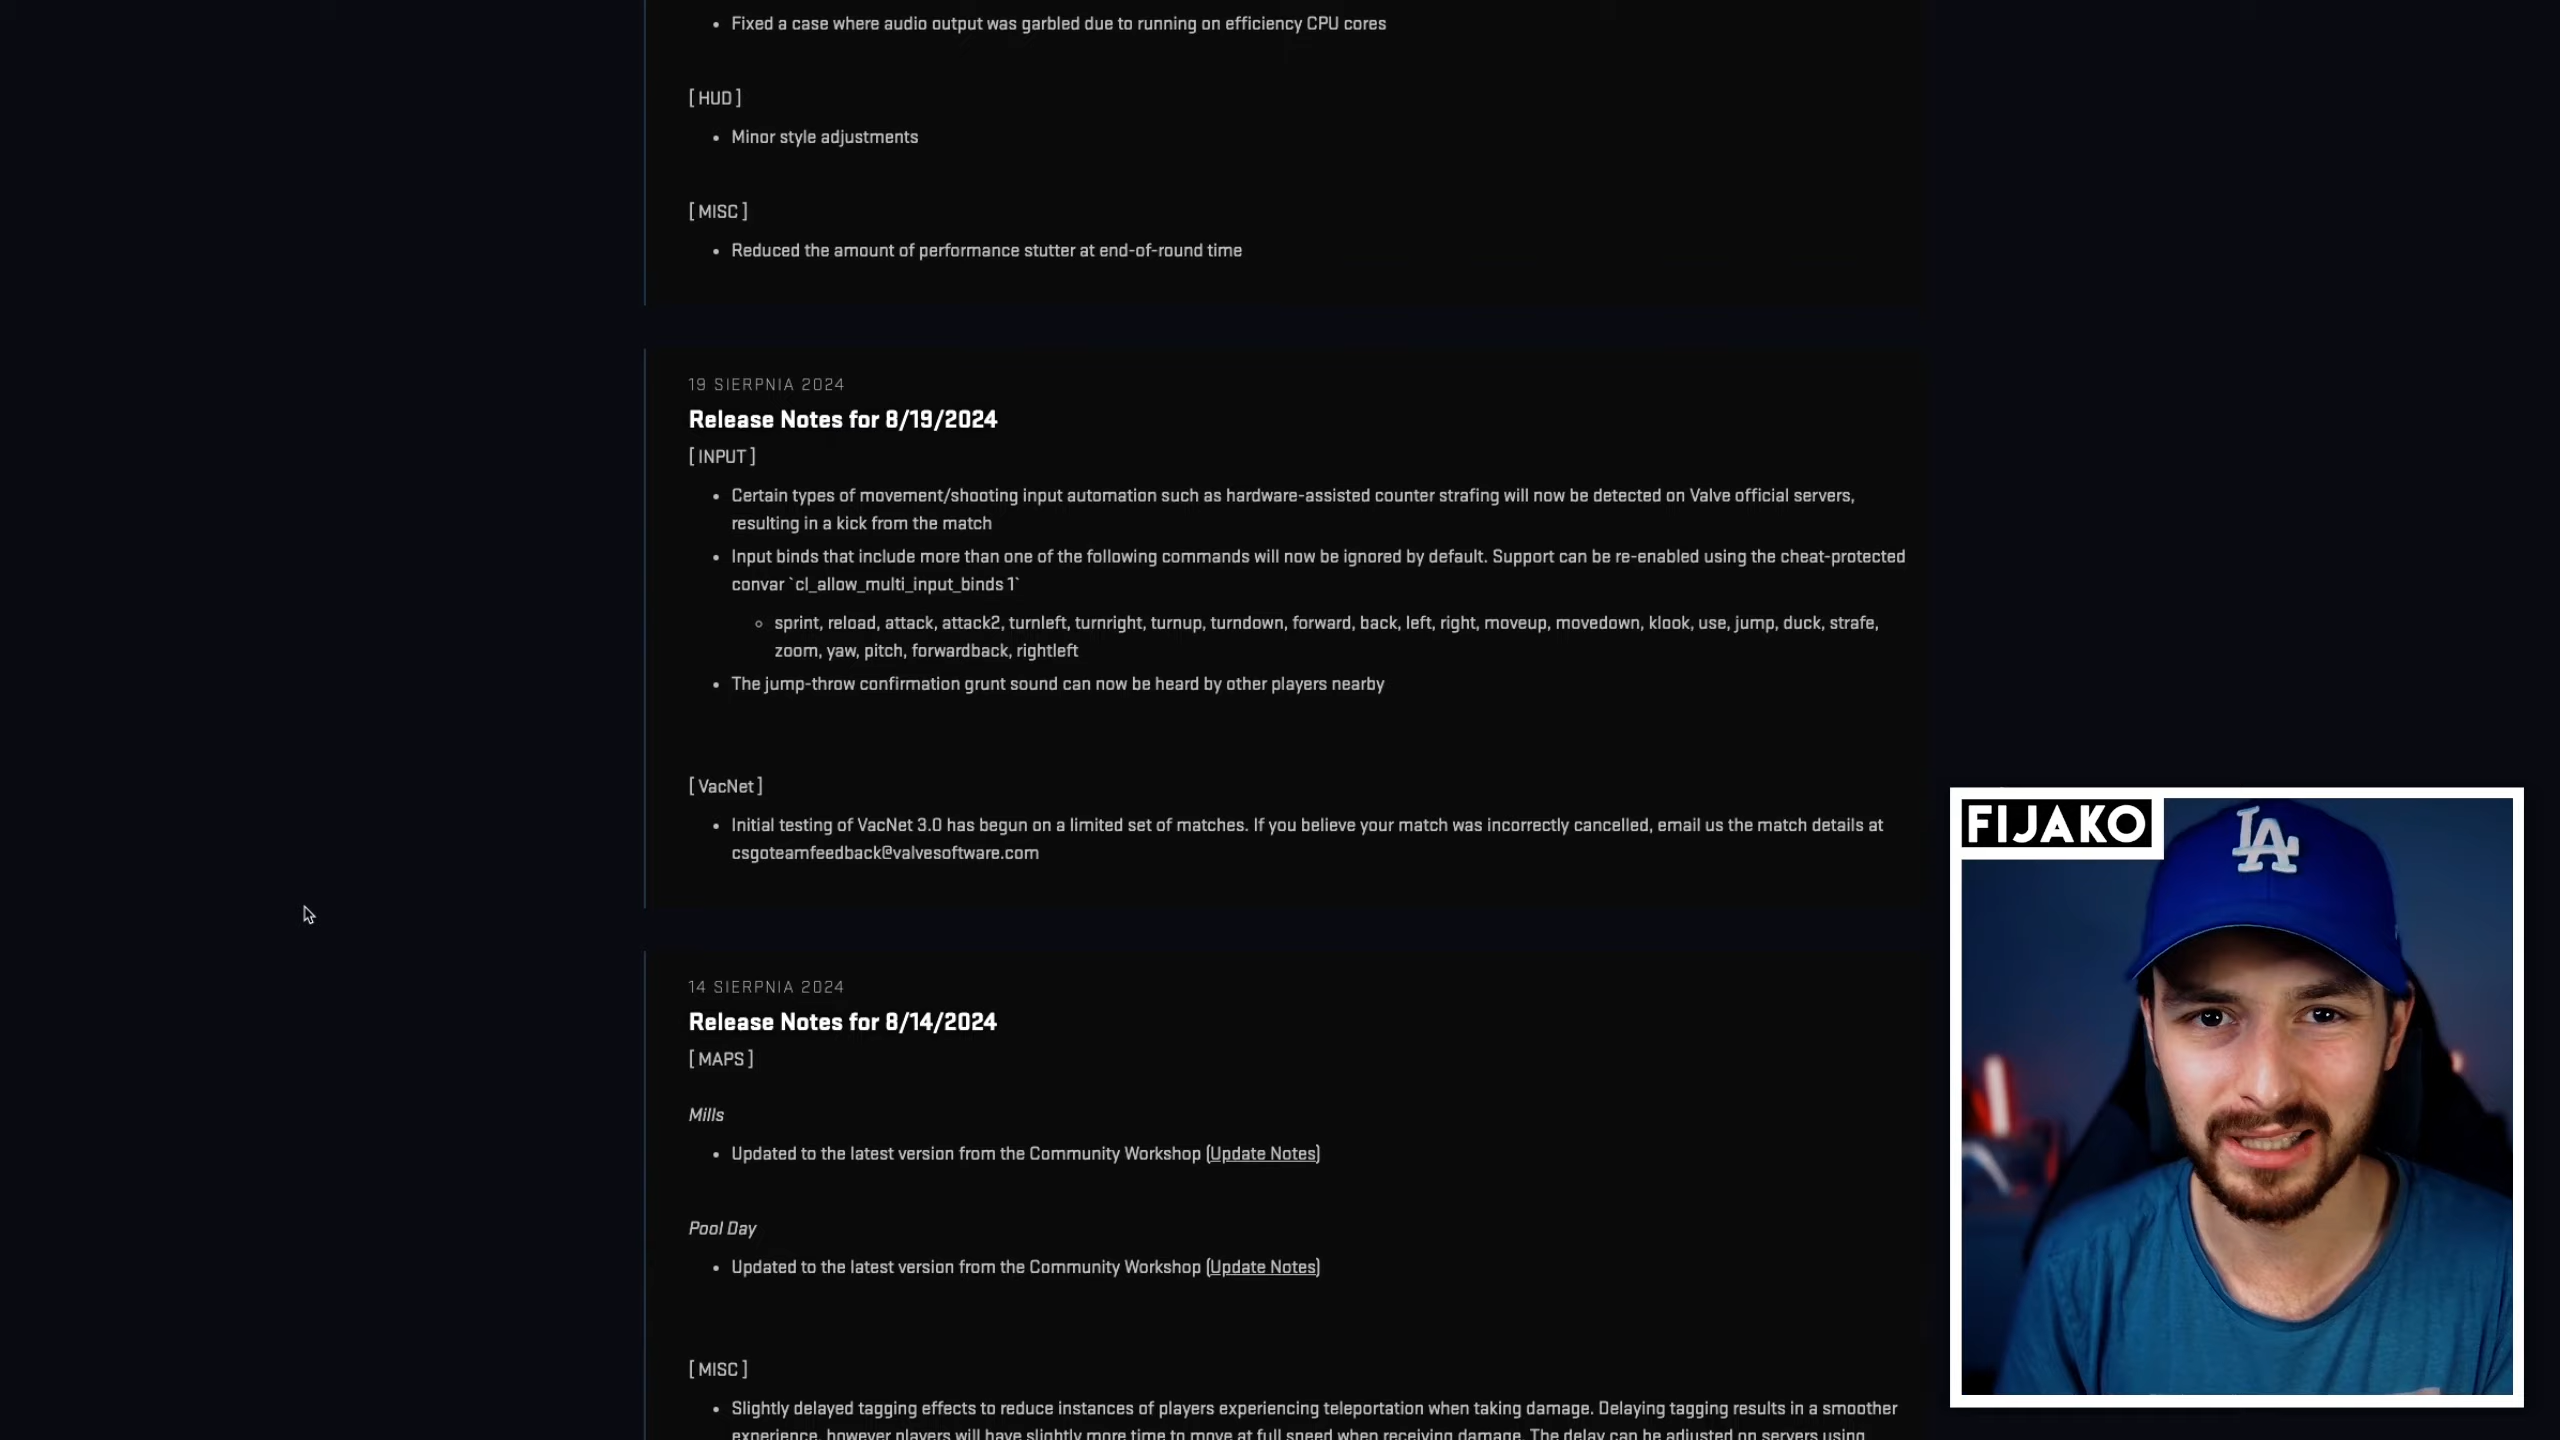 Fixed a case where audio output was garbled due to running on efficiency CPU cores
[ HUD ]
Minor style adjustments
[ MISC ]
Reduced the amount of performance stutter at end-of-round time
19 SIERPNIA 2024
Release Notes for 8/19/2024
[ INPUT ]
Certain types of movement/shooting input automation such as hardware-assisted counter strafing will now be detected on Valve official servers,
resulting in a kick from the match
Input binds that include more than one of the following commands will now be ignored by default. Support can be re-enabled using the cheat-protected
convar `cl_allow_multi_input_binds 1`
sprint, reload, attack, attack2, turnleft, turnright, turnup, turndown, forward, back, left, right, moveup, movedown, klook, use, jump, duck, strafe,
zoom, yaw, pitch, forwardback, rightleft
The jump-throw confirmation grunt sound can now be heard by other players nearby
[ VacNet ]
Initial testing of VacNet 3.0 has begun on a limited set of matches. If you believe your match was incorrectly cancelled, email us the match details at
csgoteamfeedback@valvesoftware.com
FIJAKO
LA
14 SIERPNIA 2024
Release Notes for 8/14/2024
[ MAPS ]
Mills
Updated to the latest version from the Community Workshop (Update Notes)
Pool Day
Updated to the latest version from the Community Workshop (Update Notes)
[ MISC ]
Slightly delayed tagging effects to reduce instances of players experiencing teleportation when taking damage. Delaying tagging results in a smoother
experience, however players will have slightly more time to move at full speed when receiving damage. The delay can be adjusted on servers using